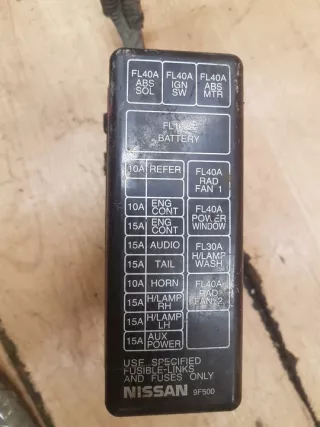 FL40A FL40A FL40A
ABS IGN ABS
SOL SW MTR
BATTERY
10A REFER
FL40A
RAD
FAN 1
10A ENG CONT
15A ENG CONT
FL40A
POWER
WINDOW
15A AUDIO
15A TAIL
FL30A
H/LAMP
WASH
10A HORN
15A H/LAMP RH
15A H/LAMP LH
15A AUX POWER
FL40A
RAD
FAN 2
USE SPECIFIED
FUSIBLE-LINKS
AND FUSES ONLY
NISSAN 9F500